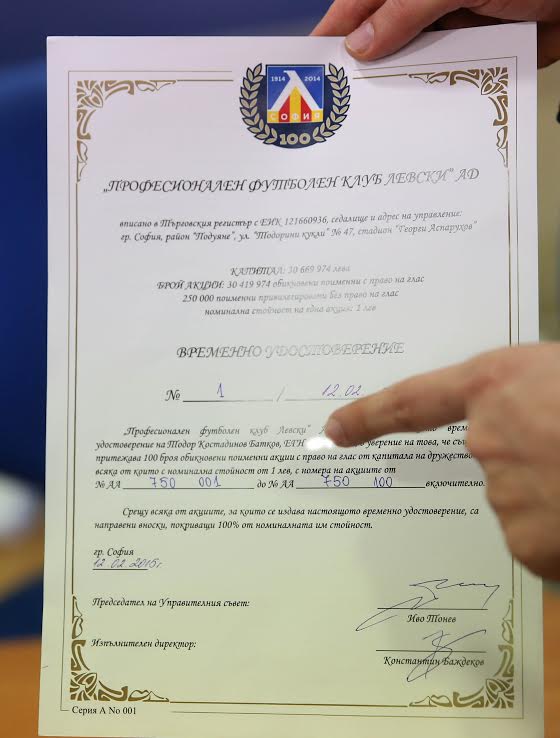 1914 2014
СОФИЯ
100
„ПРОФЕСИОНАЛЕН ФУТБОЛЕН КЛУБ ЛЕВСКИ" АД
вписано в Търговския регистър с ЕИК 121660936, седалище и адрес на управление:
гр. София, район "Подуяне", ул. "Тодорини кукли" № 47, стадион "Георги Аспарухов"
КАПИТАЛ: 30 669 974 лева
БРОЙ АКЦИИ: 30 419 974 обикновени поименни с право на глас
250 000 поименни привилегировани без право на глас
номинална стойност на една акция: 1 лев
ВРЕМЕННО УДОСТОВЕРЕНИЕ
№ 1 / 12.02.
„Професионален футболен клуб Левски"
удостоверение на Тодор Костадинов Батков, ЕГН уверение на това, че
притежава 100 броя обикновени поименни акции с право на глас от капитала на дружество
всяка от които с номинална стойност от 1 лев, с номера на акциите от
№ АА 750 001 до № АА 750 100 включително.
Срещу всяка от акциите, за които се издава настоящото временно удостоверение, са
направени вноски, покриващи 100% от номиналната им стойност.
гр. София
12.02.2015г.
Председател на Управителния съвет:
Иво Тонев
Изпълнителен директор:
Константин Баждеков
Серия А No 001